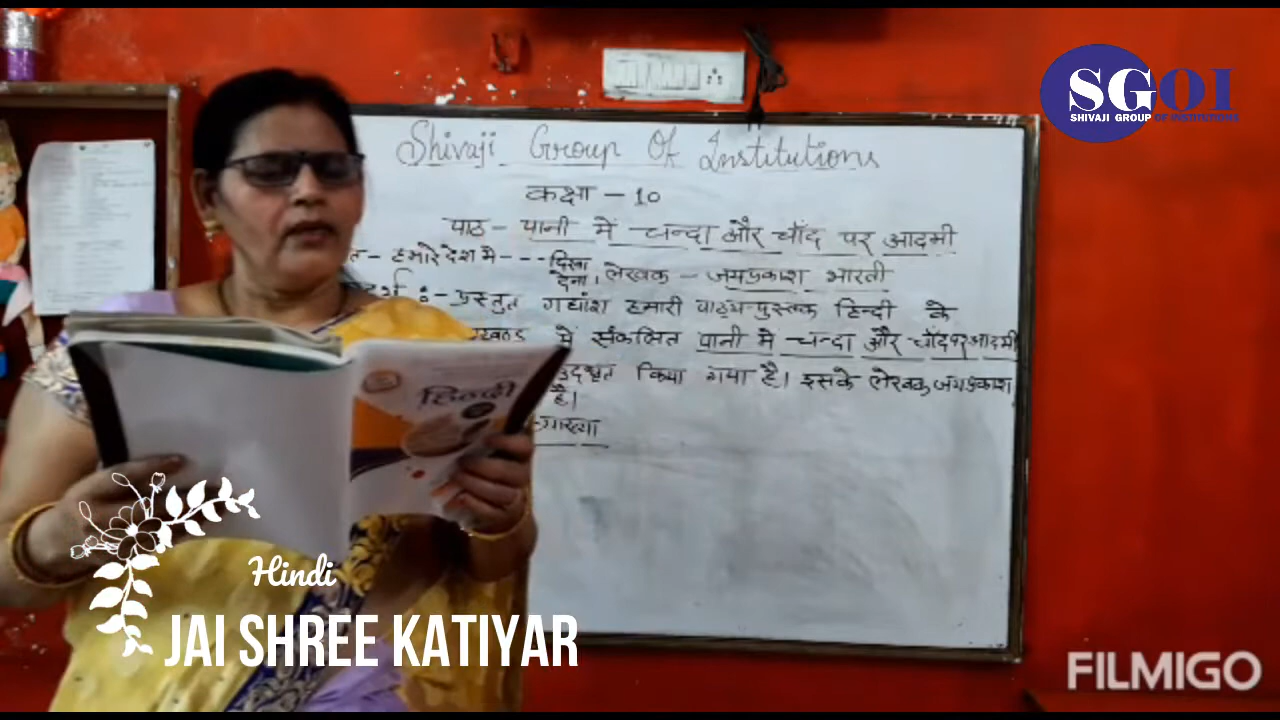 SGOI
SHIVAJI GROUP OF INSTITUTIONS
Shivaji Group Of Institutions
कक्षा - 10
पाठ - पानी में चन्दा और चाँद पर आदमी
हमारे देश मे - - - दिखा
देना। लेखक - जयप्रकाश भारती
प्रस्तुत गद्यांश हमारी पाठ्यपुस्तक हिन्दी के
में संकलित पानी मे चन्दा और चाँद पर आदमी
किया गया है। इसके लेखक जयप्रकाश
है।
हिन्दी
Hindi
JAI SHREE KATIYAR
FILMIGO